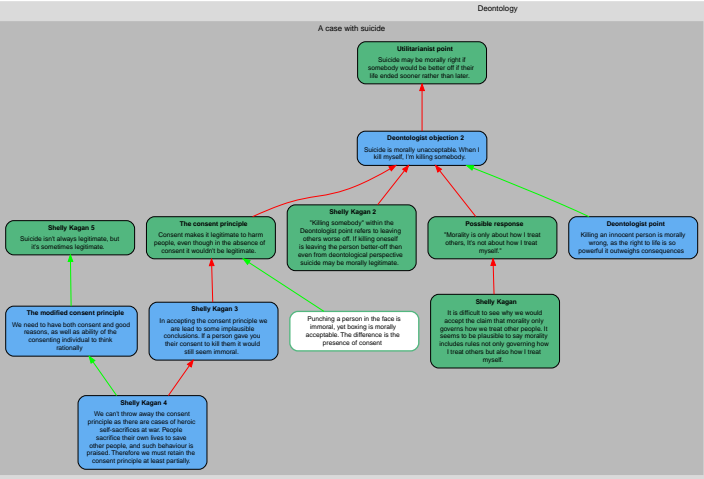 Deontology
A case with suicide
Utilitarianist point
Suicide may be morally right if
somebody would be better off if their
life ended sooner rather than later.
Deontologist objection 2
Suicide is morally unacceptable. When I
kill myself, I'm killing somebody.
Shelly Kagan 5
Suicide isn't always legitimate, but
it's sometimes legitimate.
The consent principle
Consent makes it legitimate to harm
people, even though in the absence of
consent it wouldn't be legitimate.
Shelly Kagan 2
"Killing somebody" within the
Deontologist point refers to leaving
others worse off. If killing oneself
is leaving the person better-off then
even from deontological perspective
suicide may be morally legitimate.
Possible response
"Morality is only about how I treat
others, It's not about how I treat
myself."
Deontologist point
Killing an innocent person is morally
wrong, as the right to life is so
powerful it outweighs consequences
The modified consent principle
We need to have both consent and good
reasons, as well as ability of the
consenting individual to think
rationally
Shelly Kagan 3
In accepting the consent principle we
are lead to some implausible
conclusions. If a person gave you
their consent to kill them it would
still seem immoral.
Punching a person in the face is
immoral, yet boxing is morally
acceptable. The difference is the
presence of consent
Shelly Kagan
It is difficult to see why we would
accept the claim that morality only
governs how we treat other people. It
seems to be plausible to say morality
includes rules not only governing how
I treat others but also how I treat
myself.
Shelly Kagan 4
We can't throw away the consent
principle as there are cases of heroic
self-sacrifices at war. People
sacrifice their own lives to save
other people, and such behaviour is
praised. Therefore we must retain the
consent principle at least partially.